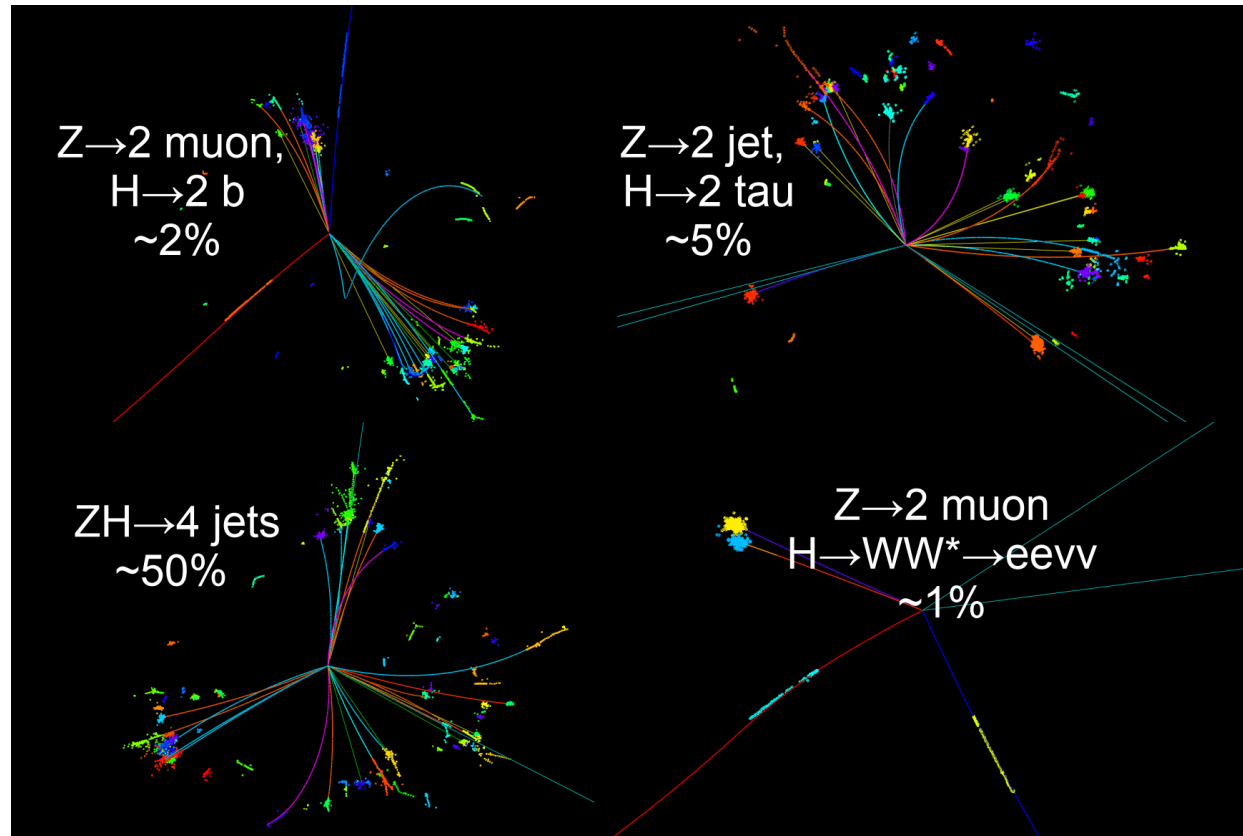 Z→2 muon,
H→2 b
~2%
Z→2 jet,
H→2 tau
~5%
ZH→4 jets
~50%
Z→2 muon
H→WW*→eevv
~1%